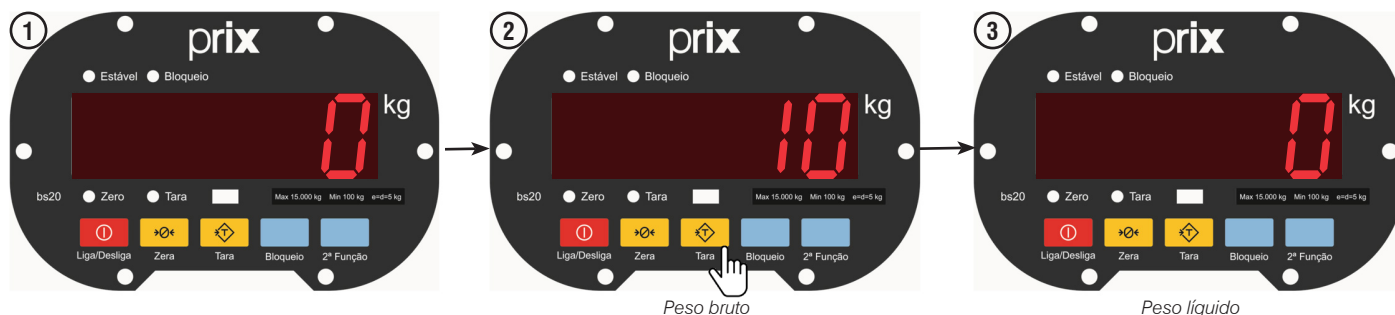 1
prix
Estável Bloqueio
0 kg
bs20 Zero Tara Max 15.000 kg Min 100 kg e=d=5 kg
T
Liga/Desliga Zera Tara Bloqueio 2ª Função
2
prix
Estável Bloqueio
10 kg
bs20 Zero Tara Max 15.000 kg Min 100 kg e=d=5 kg
T
Liga/Desliga Zera Tara Bloqueio 2ª Função
Peso bruto
3
prix
Estável Bloqueio
0 kg
bs20 Zero Tara Max 15.000 kg Min 100 kg e=d=5 kg
T
Liga/Desliga Zera Tara Bloqueio 2ª Função
Peso líquido